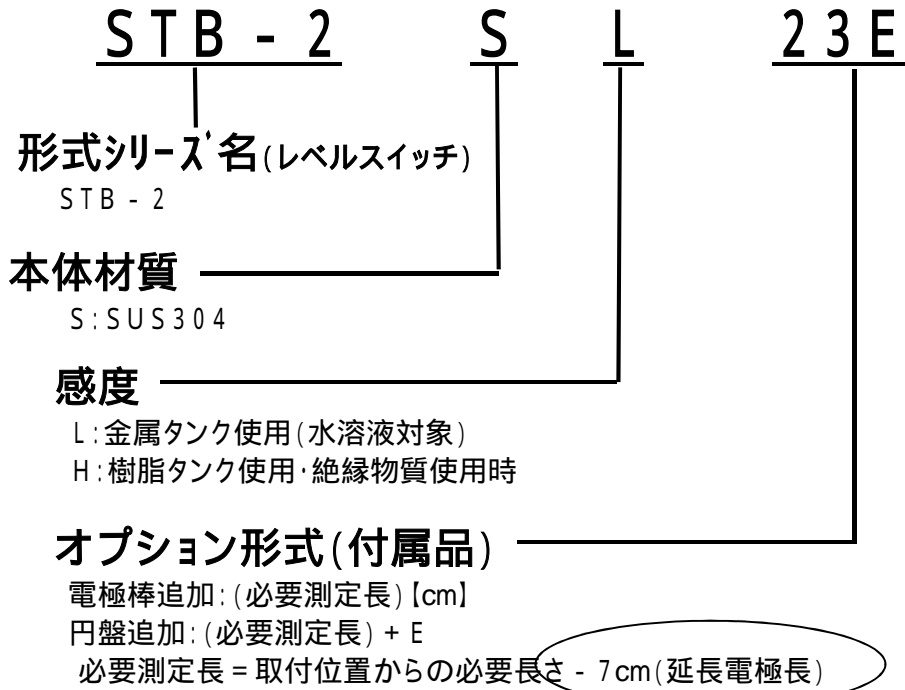 STB-2 S L 23E
形式ｼﾘｰｽﾞ名(レベルスイッチ)
STB-2
本体材質
S:SUS304
感度
L:金属タンク使用(水溶液対象)
H:樹脂タンク使用･絶縁物質使用時
オプション形式(付属品)
電極棒追加:(必要測定長)【cm】
円盤追加:(必要測定長)+E
必要測定長=取付位置からの必要長さ-7cm(延長電極長)